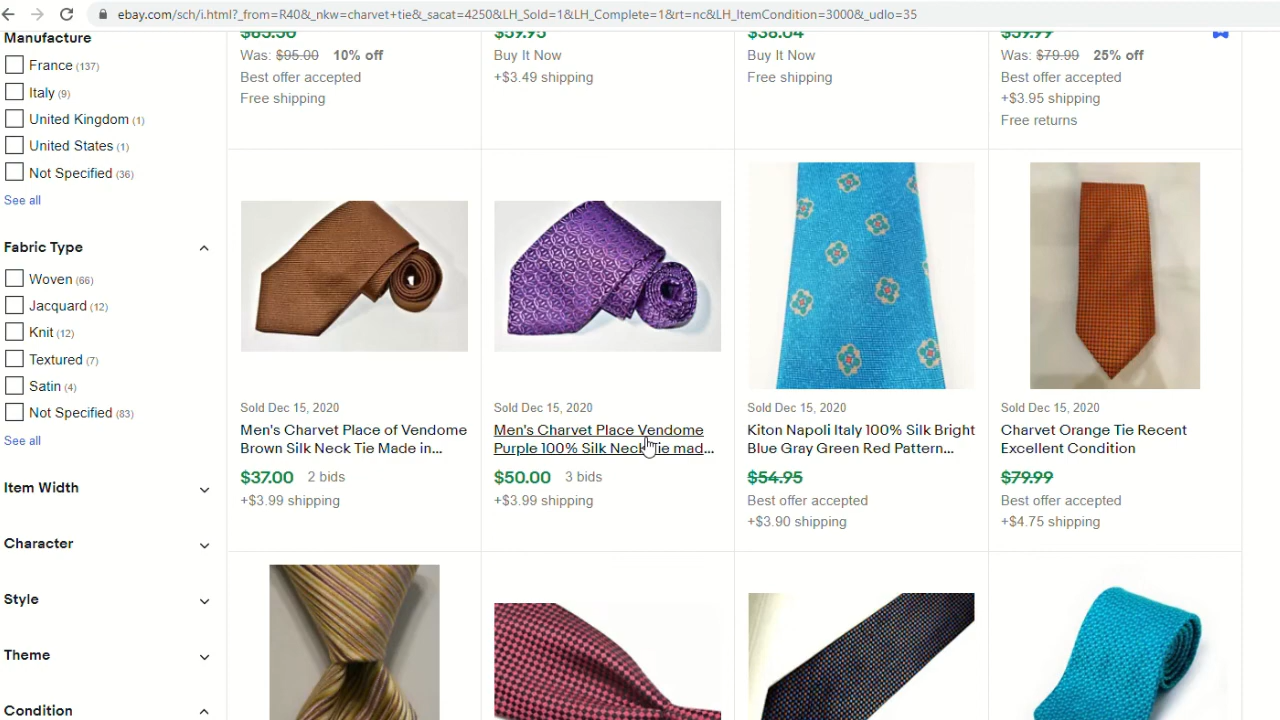 ebay.com/sch/i.html?_from=R40&_nkw=charvet+tie&_sacat=4250&LH_Sold=1&LH_Complete=1&rt=nc&LH_ItemCondition=3000&_udlo=35
Manufacture
France (137)
Italy (9)
United Kingdom (1)
United States (1)
Not Specified (36)
See all
Fabric Type
Woven (66)
Jacquard (12)
Knit (12)
Textured (7)
Satin (4)
Not Specified (83)
See all
Item Width
Character
Style
Theme
Condition
Was: $95.00 10% off
Best offer accepted
Free shipping
$59.95
Buy It Now
+$3.49 shipping
$38.04
Buy It Now
Free shipping
$59.99
Was: $79.99 25% off
Best offer accepted
+$3.95 shipping
Free returns
Sold Dec 15, 2020
Men's Charvet Place of Vendome
Brown Silk Neck Tie Made in...
$37.00 2 bids
+$3.99 shipping
Sold Dec 15, 2020
Men's Charvet Place Vendome
Purple 100% Silk Neck Tie mad...
$50.00 3 bids
+$3.99 shipping
Sold Dec 15, 2020
Kiton Napoli Italy 100% Silk Bright
Blue Gray Green Red Pattern...
$54.95
Best offer accepted
+$3.90 shipping
Sold Dec 15, 2020
Charvet Orange Tie Recent
Excellent Condition
$79.99
Best offer accepted
+$4.75 shipping